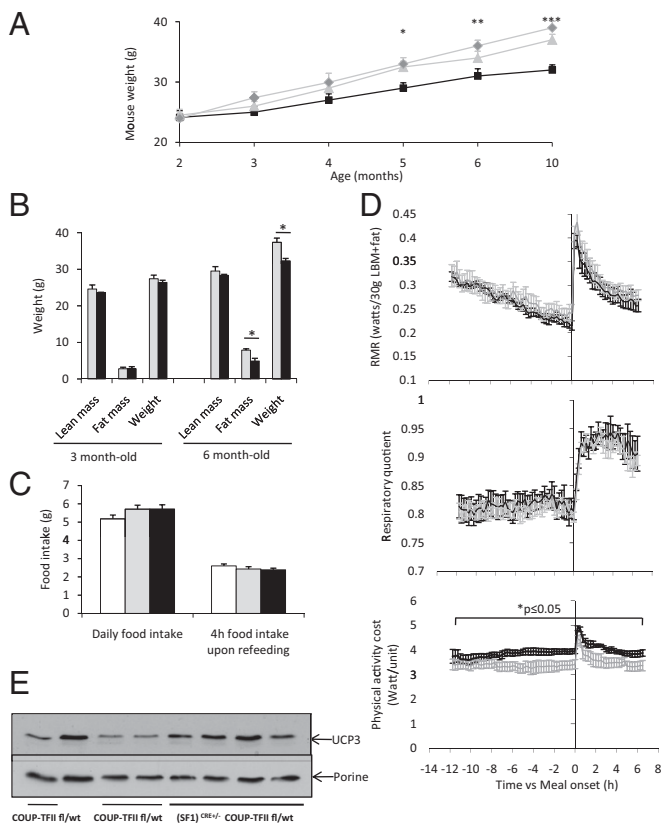 A
Mouse weight (g)
40
30
20
*
**
***
2 3 4 5 6 10
Age (months)
B
Weight (g)
40
30
20
10
0
*
*
Lean mass Fat mass Weight Lean mass Fat mass Weight
3 month-old 6 month-old
C
Food intake (g)
7
6
5
4
3
2
1
0
Daily food intake
4h food intake
upon refeeding
D
RMR (watts/30g LBM+fat)
0.45
0.4
0.35
0.3
0.25
0.2
0.15
0.1
Respiratory quotient
1
0.9
0.8
0.7
Physical activity cost
(Watt/unit)
*p≤0.05
6
5
4
3
2
1
0
-14 -12 -10 -8 -6 -4 -2 0 2 4 6 8
Time vs Meal onset (h)
E
UCP3
Porine
COUP-TFII fl/wt COUP-TFII fl/wt (SF1) CRE+/- COUP-TFII fl/wt